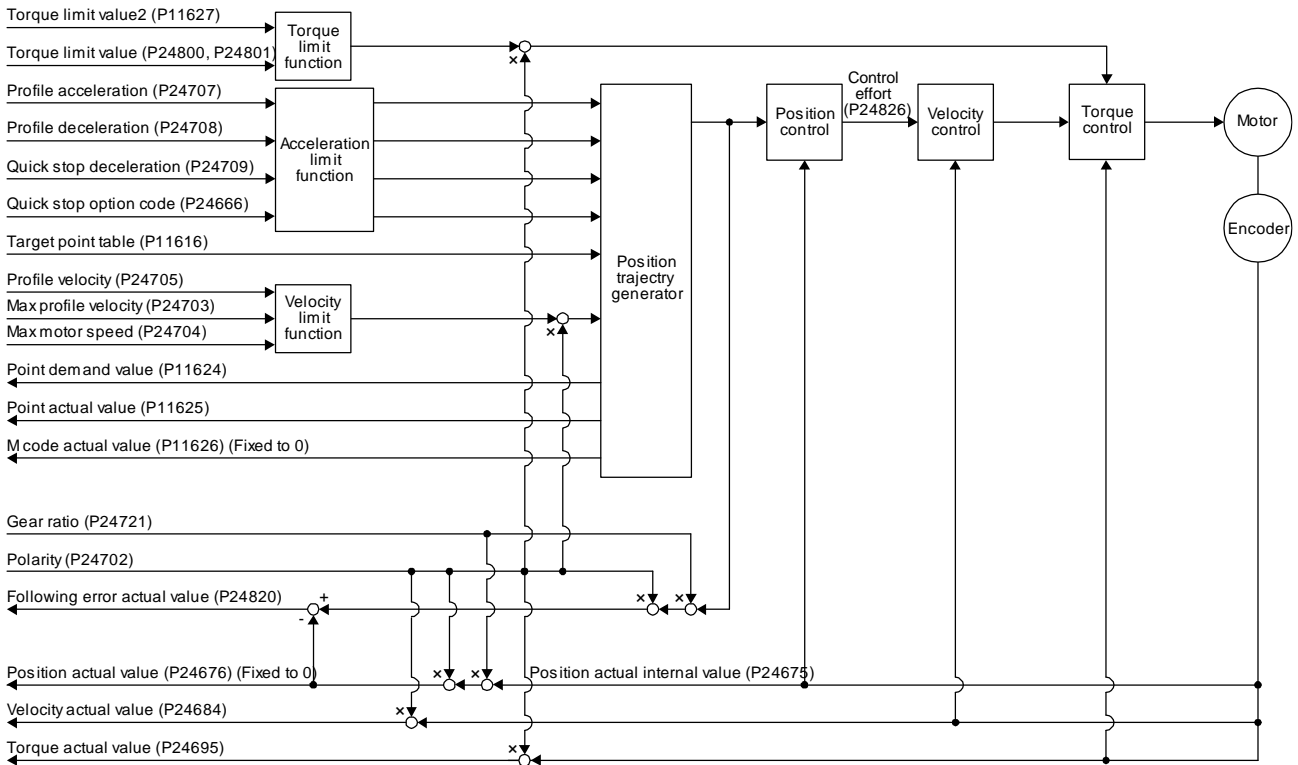 Torque limit value2 (P11627)
Torque limit value (P24800, P24801)
Torque
limit
function
×
Profile acceleration (P24707)
Profile deceleration (P24708)
Quick stop deceleration (P24709)
Quick stop option code (P24666)
Acceleration
limit
function
Target point table (P11616)
Profile velocity (P24705)
Max profile velocity (P24703)
Max motor speed (P24704)
Velocity
limit
function
×
Position
trajectry
generator
Position
control
Control
effort
(P24826)
Velocity
control
Torque
control
Motor
Encoder
Point demand value (P11624)
Point actual value (P11625)
M code actual value (P11626) (Fixed to 0)
Gear ratio (P24721)
Polarity (P24702)
Following error actual value (P24820)
+
-
×
×
Position actual value (P24676) (Fixed to 0)
×
×
Position actual internal value (P24675)
Velocity actual value (P24684)
×
Torque actual value (P24695)
×